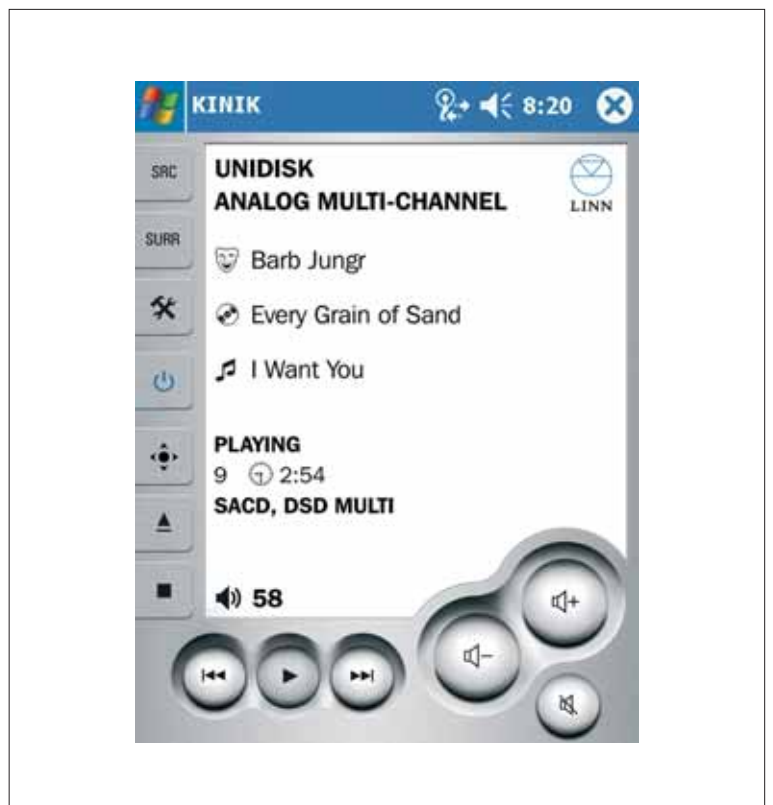 KINIK
8:20
SRC
UNIDISK
ANALOG MULTI-CHANNEL
LINN
SURR
Barb Jungr
Every Grain of Sand
I Want You
PLAYING
9 2:54
SACD, DSD MULTI
58